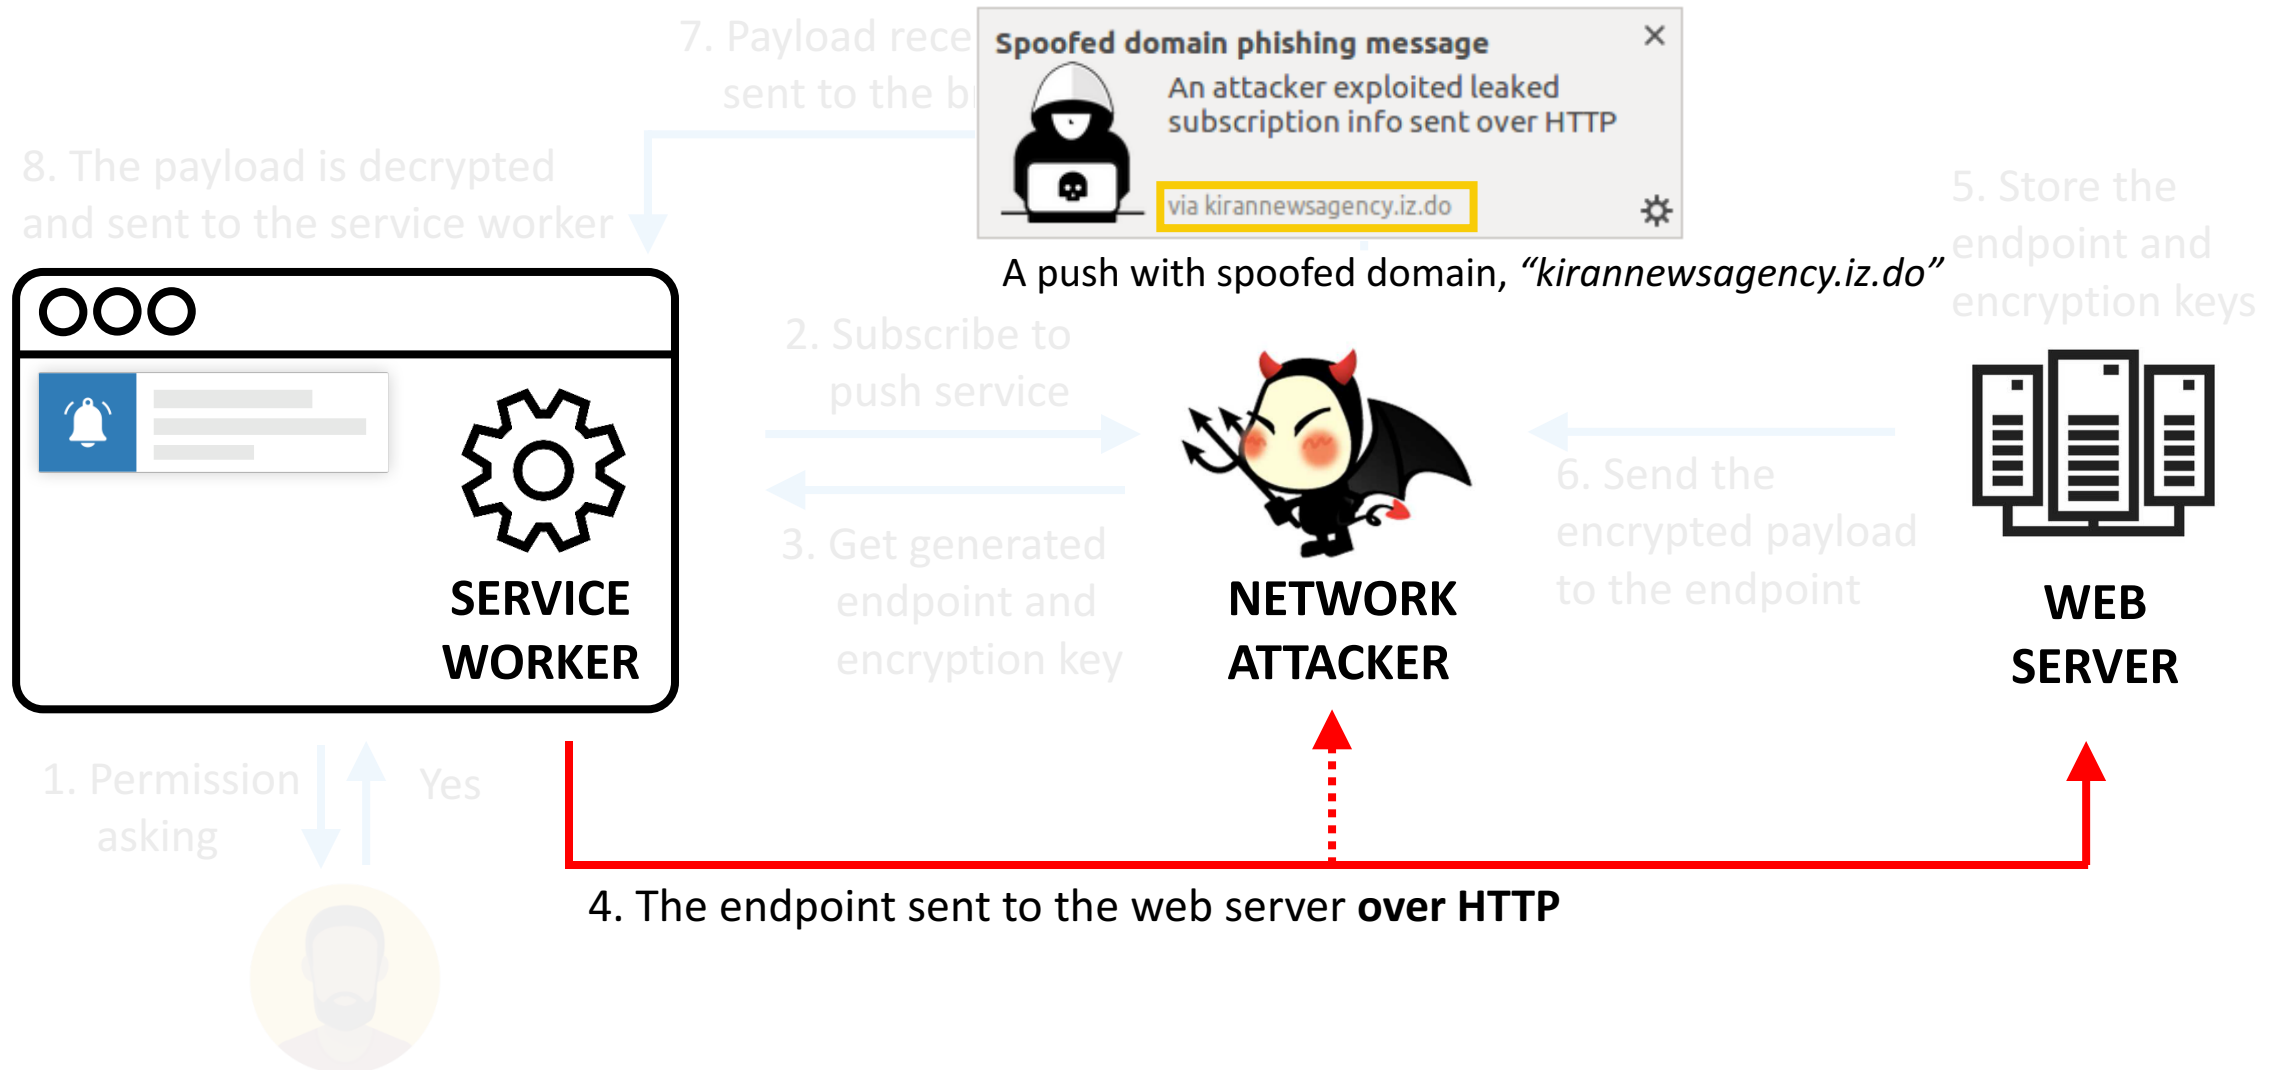 7. Payload rece
sent to the b
Spoofed domain phishing message
An attacker exploited leaked
subscription info sent over HTTP
via kirannewsagency.iz.do
A push with spoofed domain, “kirannewsagency.iz.do”
8. The payload is decrypted
and sent to the service worker
5. Store the
endpoint and
encryption keys
2. Subscribe to
push service
3. Get generated
endpoint and
encryption key
6. Send the
encrypted payload
to the endpoint
SERVICE
WORKER
NETWORK
ATTACKER
WEB
SERVER
1. Permission
asking
Yes
4. The endpoint sent to the web server over HTTP